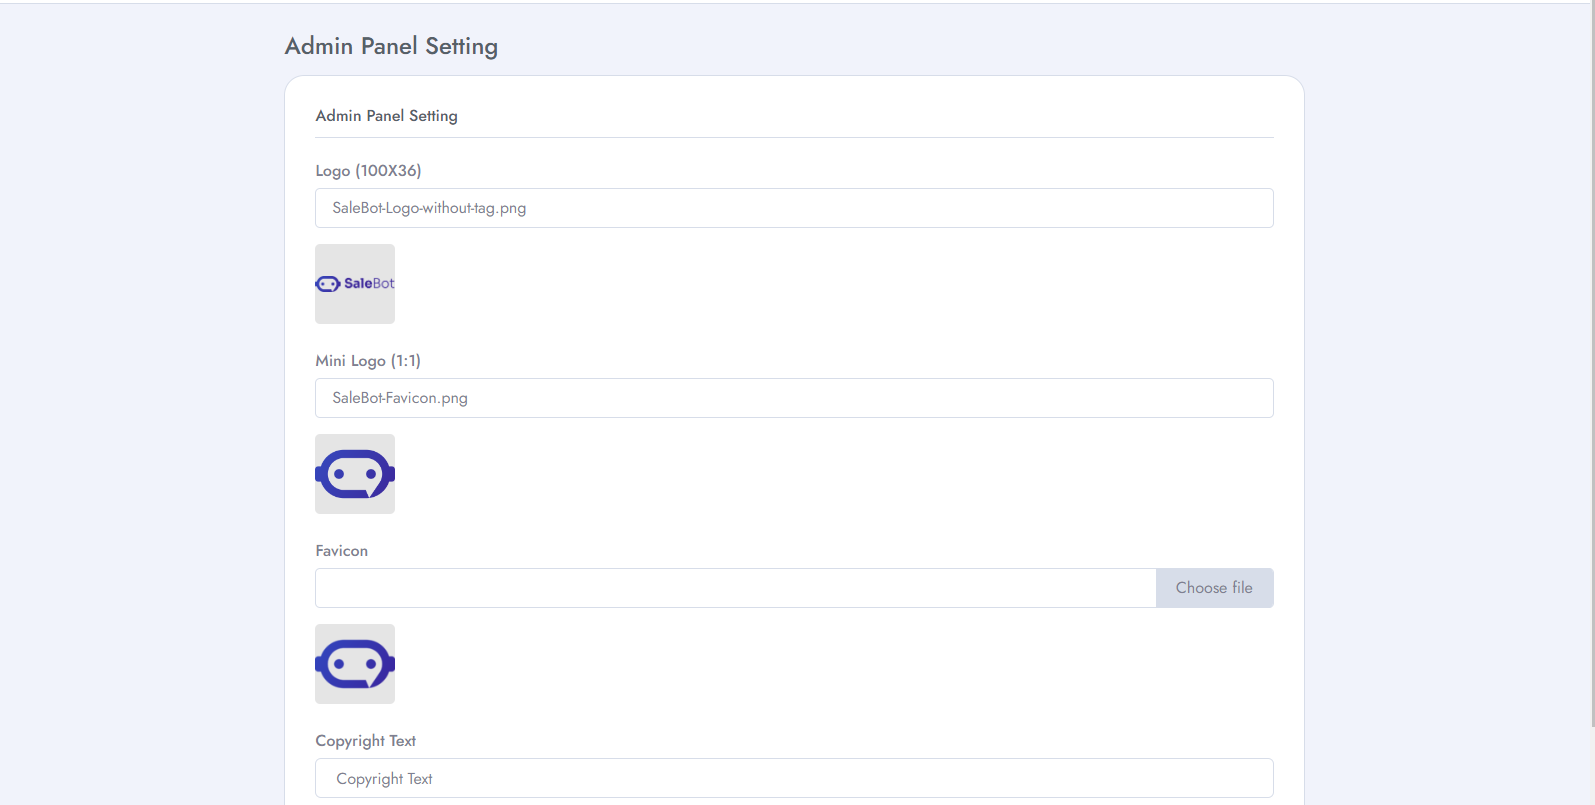 Admin Panel Setting
Admin Panel Setting
Logo (100X36)
SaleBot-Logo-without-tag.png
SaleBot
Mini Logo (1:1)
SaleBot-Favicon.png
Favicon
Choose file
Copyright Text
Copyright Text